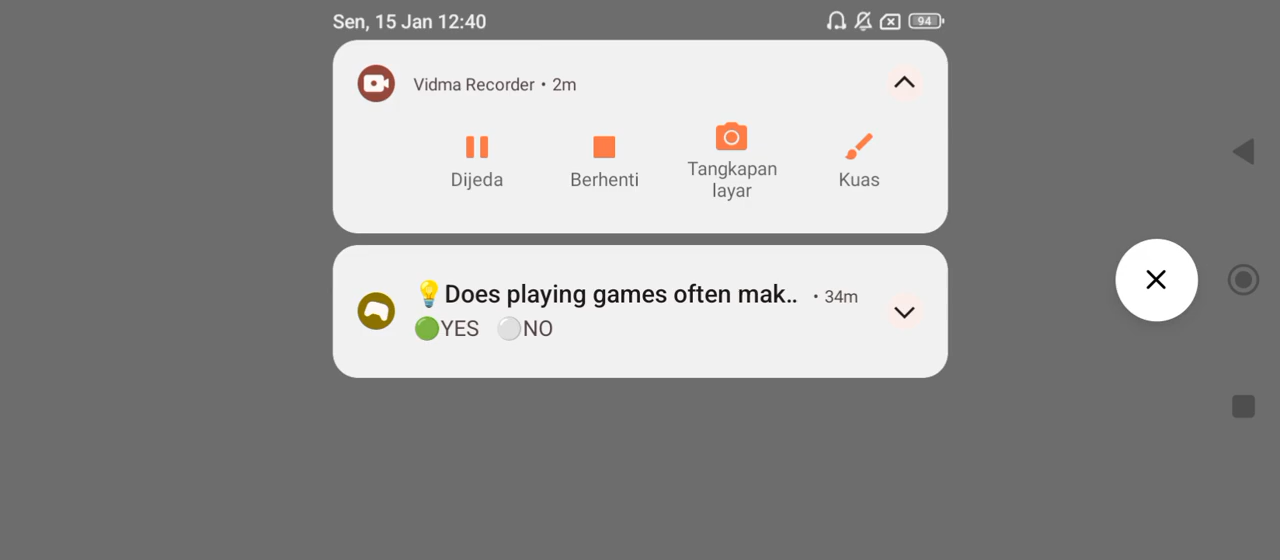 Sen, 15 Jan 12:40
94
Vidma Recorder • 2m
Dijeda
Berhenti
Tangkapan
layar
Kuas
💡Does playing games often mak.. • 34m
🟢YES ⚪NO